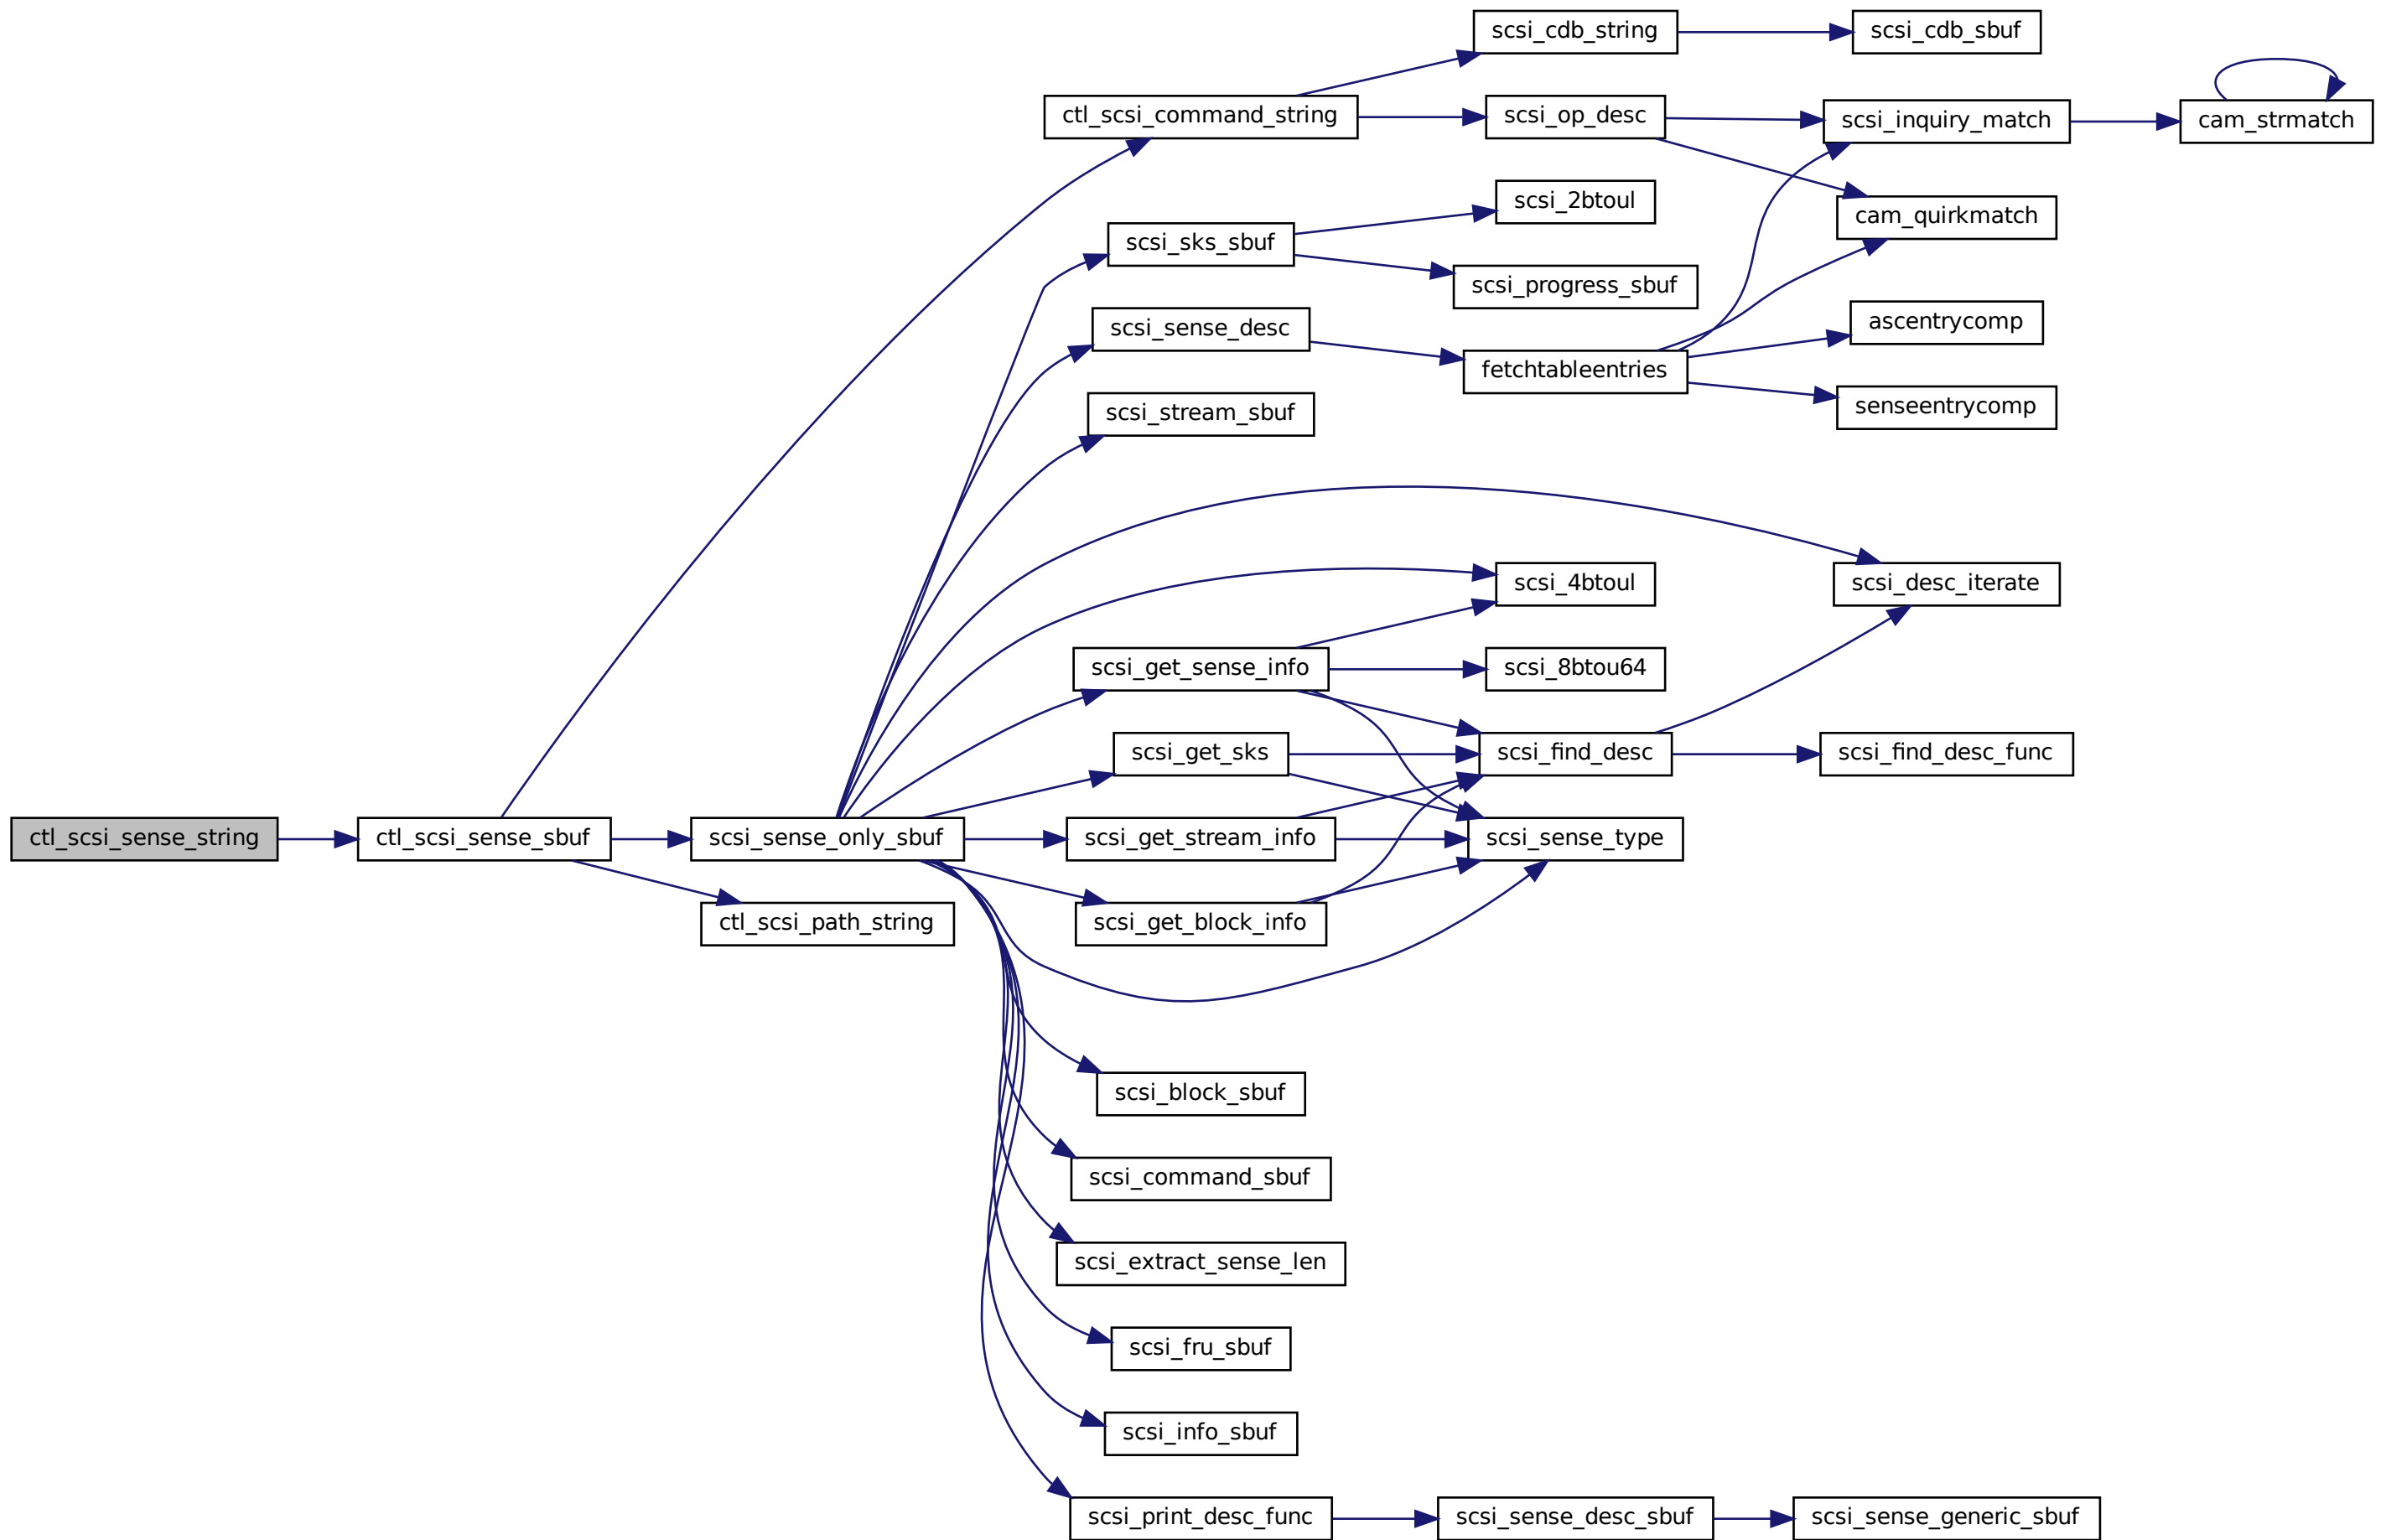 scsi_cdb_string
scsi_cdb_sbuf
ctl_scsi_command_string
scsi_op_desc
scsi_inquiry_match
cam_strmatch
scsi_2btoul
cam_quirkmatch
scsi_sks_sbuf
scsi_progress_sbuf
ascentrycomp
scsi_sense_desc
fetchtableentries
senseentrycomp
scsi_stream_sbuf
scsi_4btoul
scsi_desc_iterate
scsi_get_sense_info
scsi_8btou64
scsi_get_sks
scsi_find_desc
scsi_find_desc_func
ctl_scsi_sense_string
ctl_scsi_sense_sbuf
scsi_sense_only_sbuf
scsi_get_stream_info
scsi_sense_type
ctl_scsi_path_string
scsi_get_block_info
scsi_block_sbuf
scsi_command_sbuf
scsi_extract_sense_len
scsi_fru_sbuf
scsi_info_sbuf
scsi_print_desc_func
scsi_sense_desc_sbuf
scsi_sense_generic_sbuf